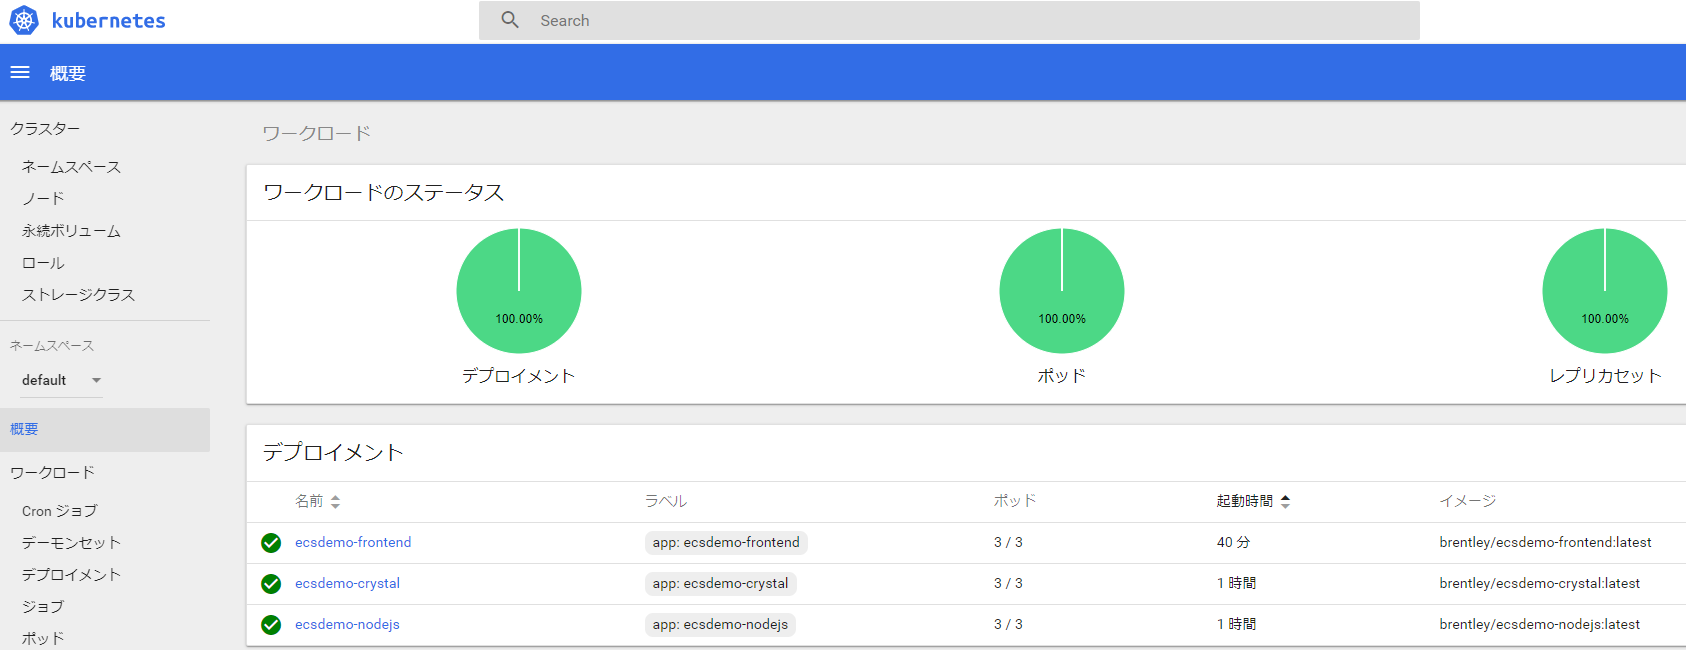 kubernetes
Search
概要
クラスター
ネームスペース
ノード
永続ボリューム
ロール
ストレージクラス
ネームスペース
default
概要
ワークロード
Cron ジョブ
デーモンセット
デプロイメント
ジョブ
ポッド
ワークロード
ワークロードのステータス
100.00%
デプロイメント
100.00%
ポッド
100.00%
レプリカセット
デプロイメント
名前 ラベル ポッド 起動時間 イメージ
ecsdemo-frontend app: ecsdemo-frontend 3 / 3 40 分 brentley/ecsdemo-frontend:latest
ecsdemo-crystal app: ecsdemo-crystal 3 / 3 1 時間 brentley/ecsdemo-crystal:latest
ecsdemo-nodejs app: ecsdemo-nodejs 3 / 3 1 時間 brentley/ecsdemo-nodejs:latest